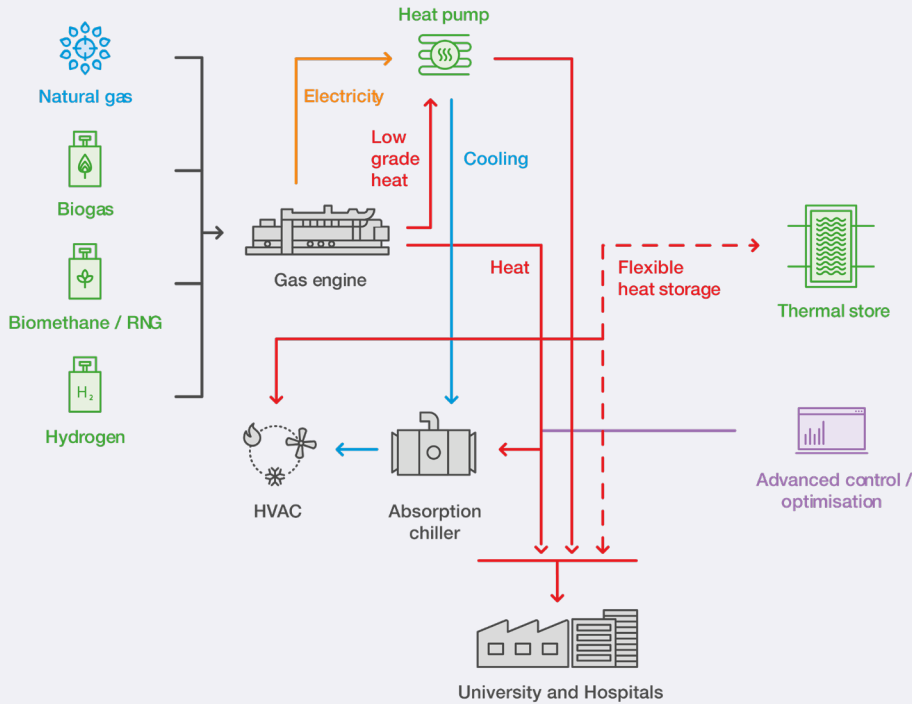 Heat pump
Natural gas
Electricity
Low
grade
heat
Cooling
Biogas
Gas engine
Heat
Flexible
heat storage
Thermal store
Biomethane / RNG
H₂
Hydrogen
HVAC
Absorption
chiller
Advanced control /
optimisation
University and Hospitals